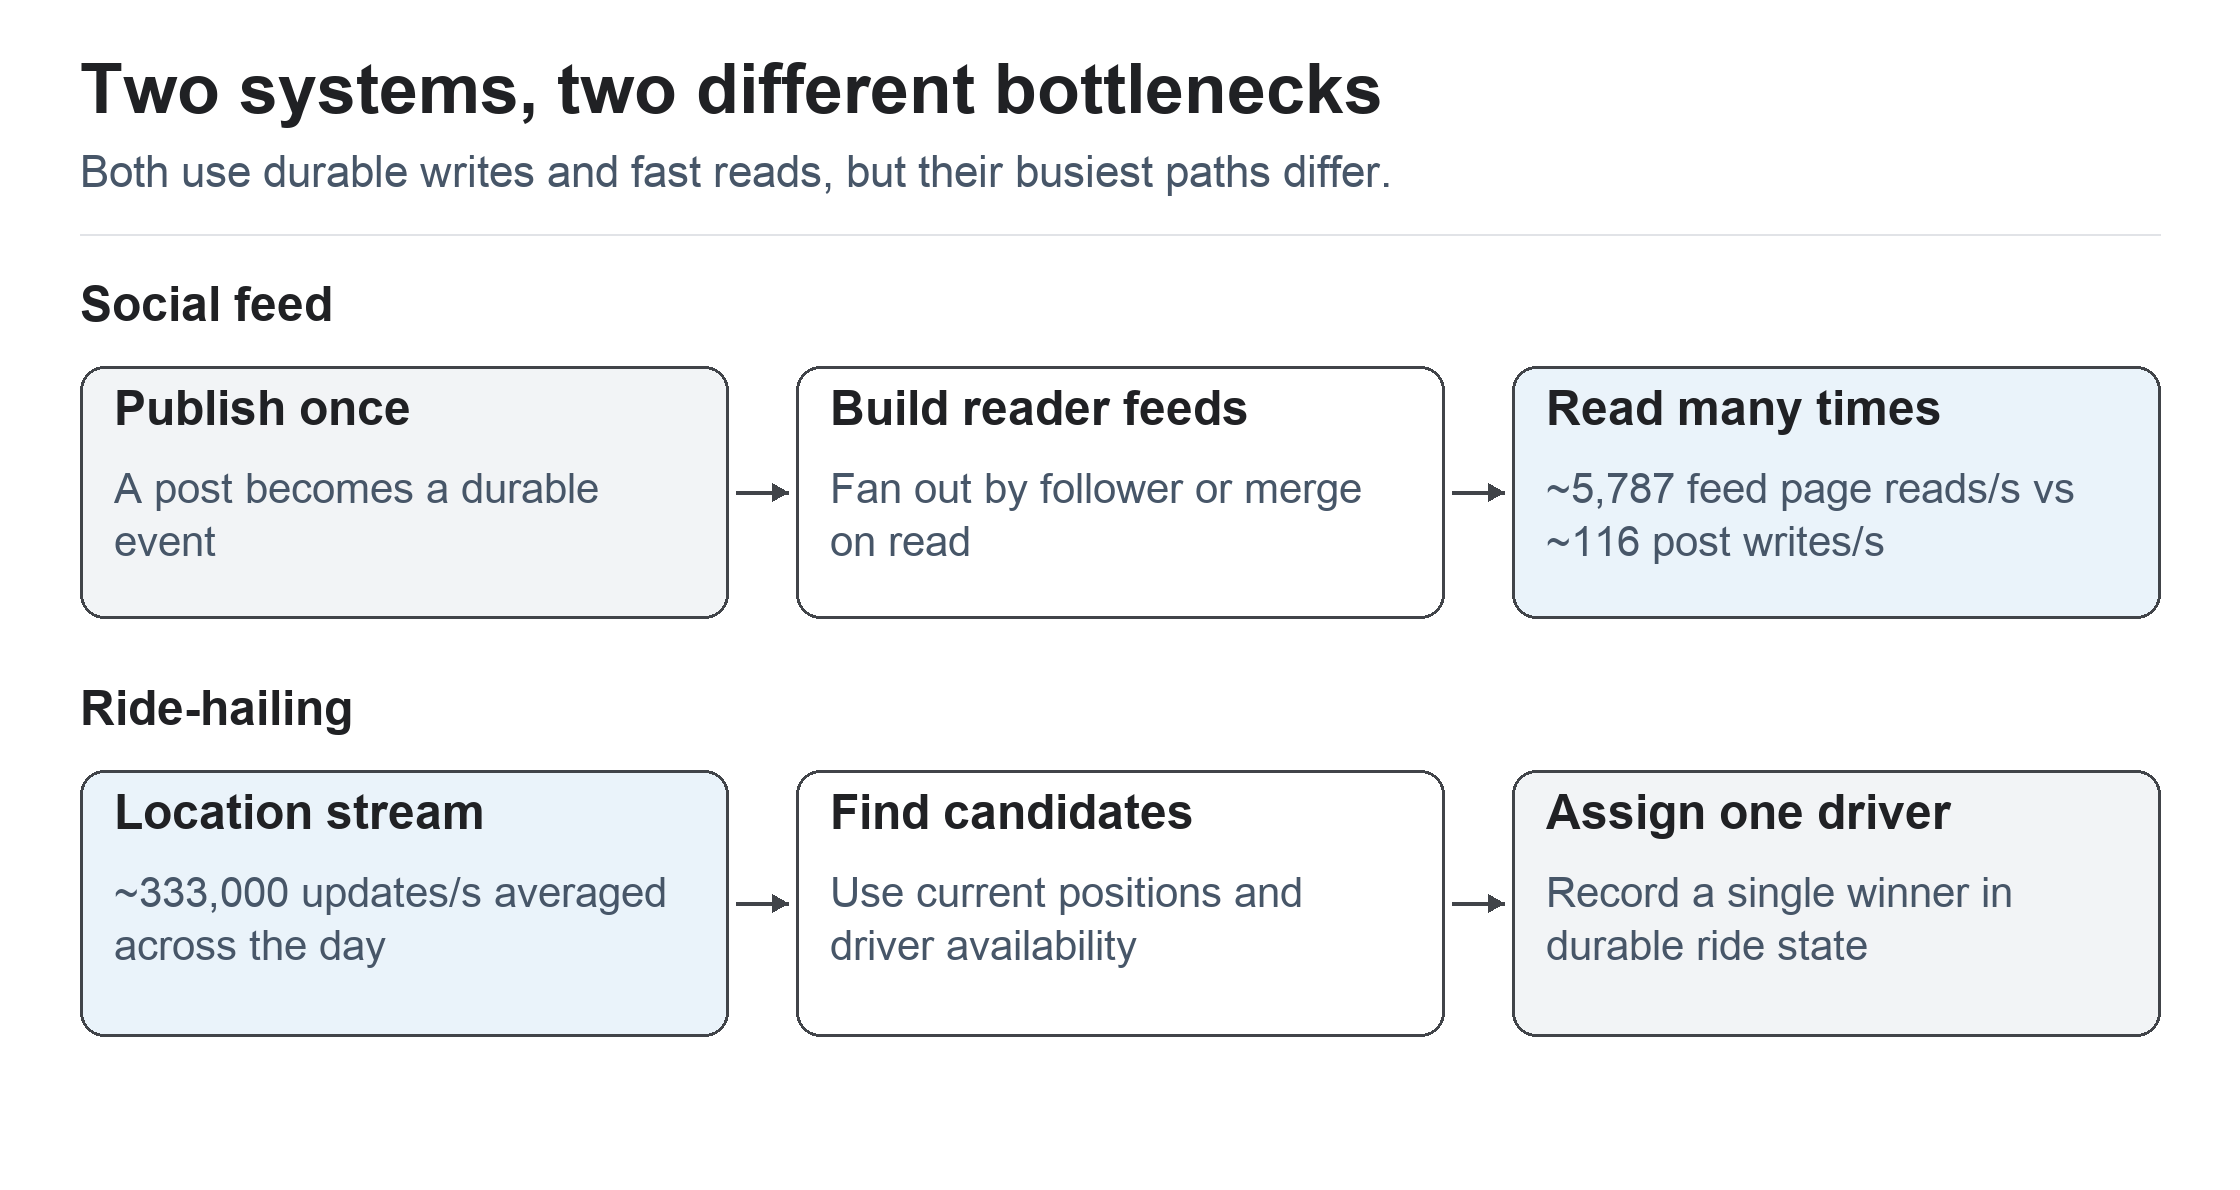 Two systems, two different bottlenecks
Both use durable writes and fast reads, but their busiest paths differ.
Social feed
Publish once
A post becomes a durable
event
Build reader feeds
Fan out by follower or merge
on read
Read many times
~5,787 feed page reads/s vs
~116 post writes/s
Ride-hailing
Location stream
~333,000 updates/s averaged
across the day
Find candidates
Use current positions and
driver availability
Assign one driver
Record a single winner in
durable ride state